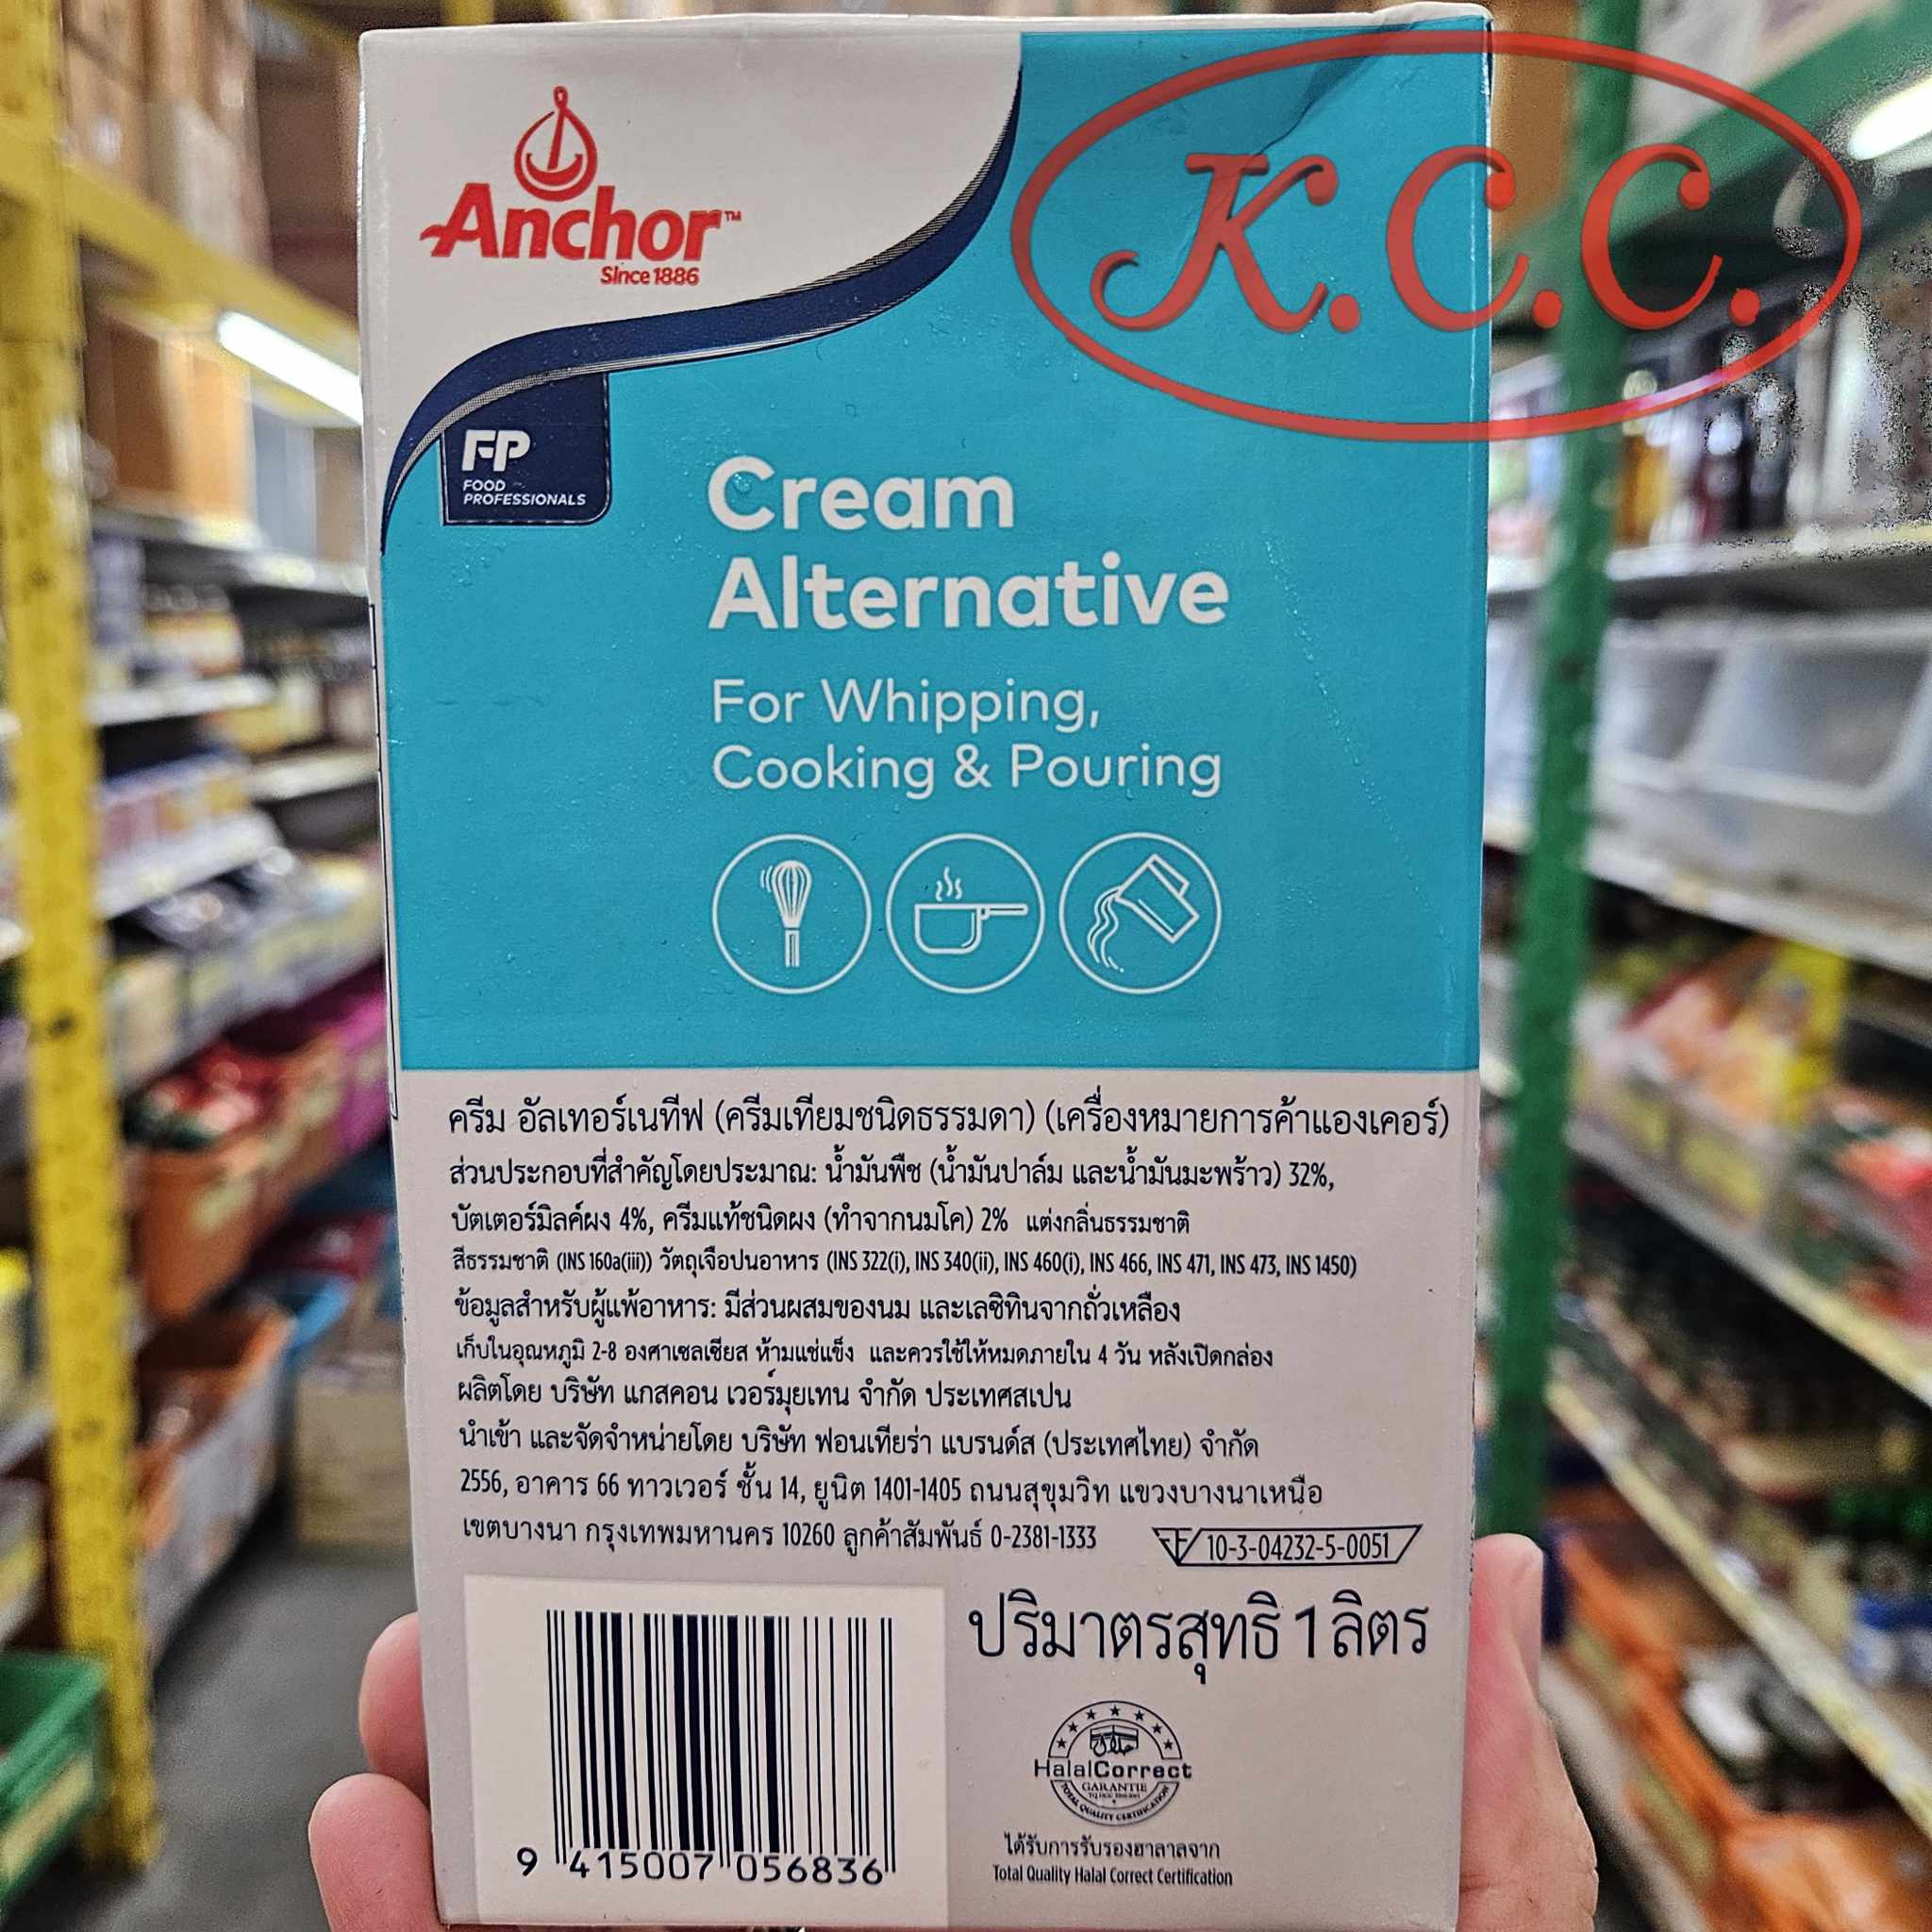 K.C.C.
Anchor™
Since 1886
FP
FOOD
PROFESSIONALS
Cream
Alternative
For Whipping,
Cooking & Pouring
ครีม อัลเทอร์เนทีฟ (ครีมเทียมชนิดธรรมดา) (เครื่องหมายการค้าแองเคอร์)
ส่วนประกอบที่สำคัญโดยประมาณ: น้ำมันพืช (น้ำมันปาล์ม และน้ำมันมะพร้าว) 32%,
บัตเตอร์มิลค์ผง 4%, ครีมแท้ชนิดผง (ทำจากนมโค) 2% แต่งกลิ่นธรรมชาติ
สีธรรมชาติ (INS 160a(iii)) วัตถุเจือปนอาหาร (INS 322(i), INS 340(ii), INS 460(i), INS 466, INS 471, INS 473, INS 1450)
ข้อมูลสำหรับผู้แพ้อาหาร: มีส่วนผสมของนม และเลซิทินจากถั่วเหลือง
เก็บในอุณหภูมิ 2-8 องศาเซลเซียส ห้ามแช่แข็ง และควรใช้ให้หมดภายใน 4 วัน หลังเปิดกล่อง
ผลิตโดย บริษัท แกสคอน เวอร์มุยเทน จำกัด ประเทศสเปน
นำเข้า และจัดจำหน่ายโดย บริษัท ฟอนเทียร่า แบรนด์ส (ประเทศไทย) จำกัด
2556, อาคาร 66 ทาวเวอร์ ชั้น 14, ยูนิต 1401-1405 ถนนสุขุมวิท แขวงบางนาเหนือ
เขตบางนา กรุงเทพมหานคร 10260 ลูกค้าสัมพันธ์ 0-2381-1333
10-3-04232-5-0051
ปริมาตรสุทธิ 1 ลิตร
HalalCorrect
GARANTIE
TOTAL QUALITY CERTIFICATION
ได้รับการรับรองฮาลาลจาก
Total Quality Halal Correct Certification
9 415007 056836